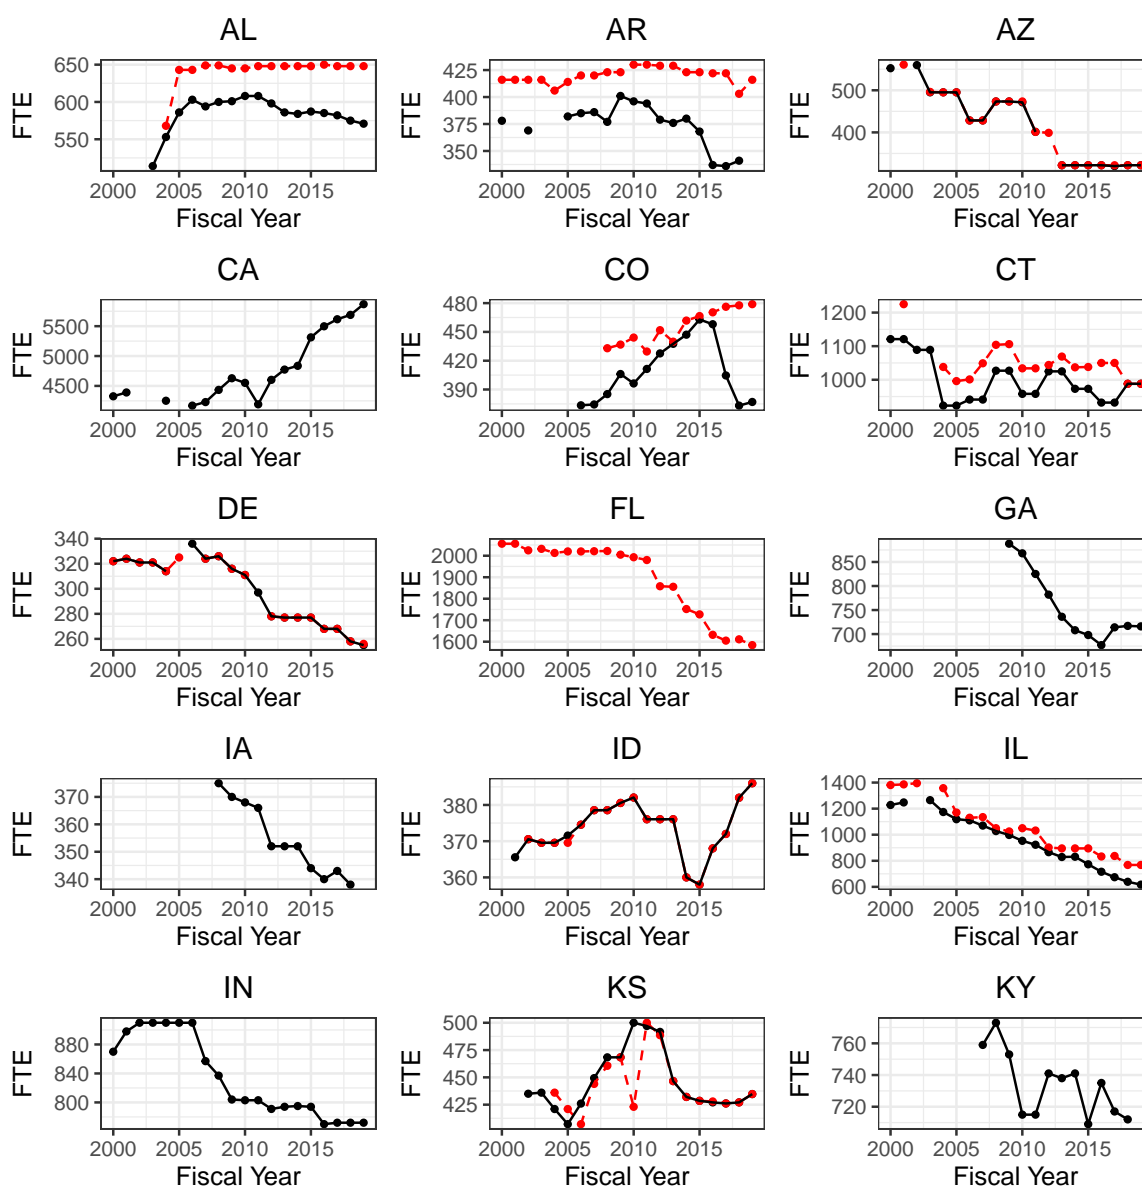 AL AR AZ
FTE 650 600 550 FTE 425 400 375 350 FTE 500 400
2000 2005 2010 2015 2000 2005 2010 2015 2000 2005 2010 2015
Fiscal Year Fiscal Year Fiscal Year
CA CO CT
FTE 5500 5000 4500 FTE 480 450 420 390 FTE 1200 1100 1000
2000 2005 2010 2015 2000 2005 2010 2015 2000 2005 2010 2015
Fiscal Year Fiscal Year Fiscal Year
DE FL GA
FTE 340 320 300 280 260 FTE 2000 1900 1800 1700 1600 FTE 850 800 750 700
2000 2005 2010 2015 2000 2005 2010 2015 2000 2005 2010 2015
Fiscal Year Fiscal Year Fiscal Year
IA ID IL
FTE 370 360 350 340 FTE 380 370 360 FTE 1400 1200 1000 800 600
2000 2005 2010 2015 2000 2005 2010 2015 2000 2005 2010 2015
Fiscal Year Fiscal Year Fiscal Year
IN KS KY
FTE 880 840 800 FTE 500 475 450 425 FTE 760 740 720
2000 2005 2010 2015 2000 2005 2010 2015 2000 2005 2010 2015
Fiscal Year Fiscal Year Fiscal Year